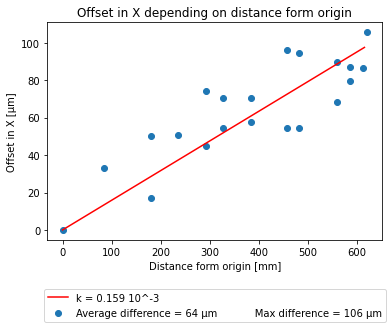 Offset in X depending on distance form origin
Offset in X [µm]
100
80
60
40
20
0
0 100 200 300 400 500 600
Distance form origin [mm]
k = 0.159 10^-3
Average difference = 64 µm Max difference = 106 µm